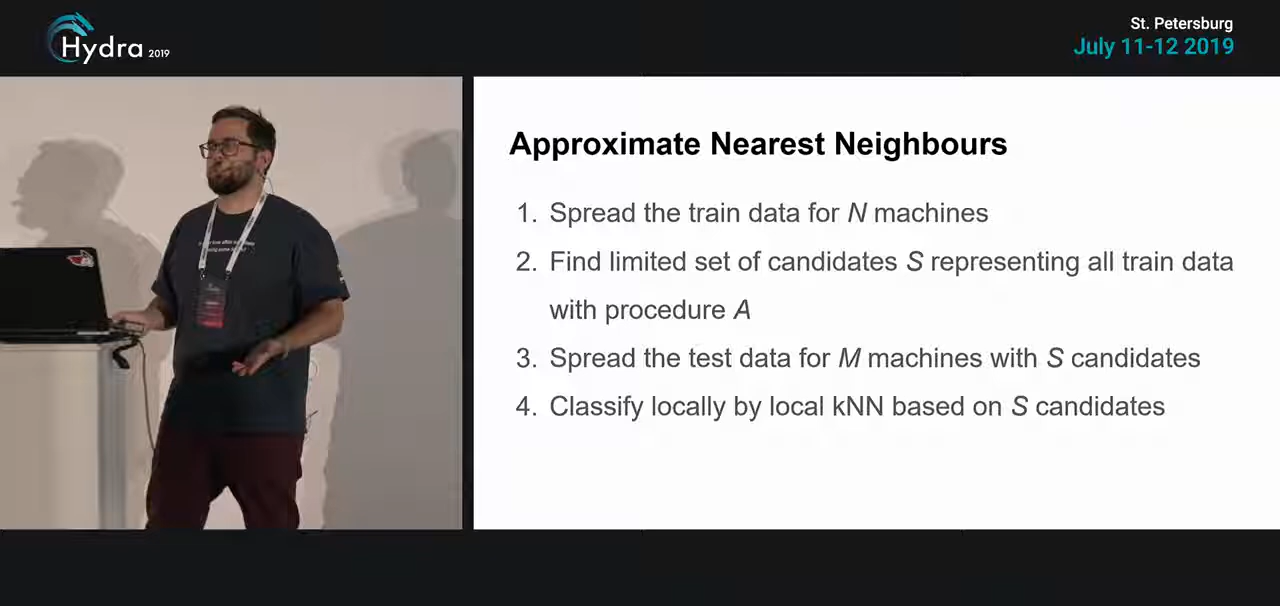 Hydra 2019
St. Petersburg
July 11-12 2019
Approximate Nearest Neighbours
1. Spread the train data for N machines
2. Find limited set of candidates S representing all train data
with procedure A
3. Spread the test data for M machines with S candidates
4. Classify locally by local kNN based on S candidates